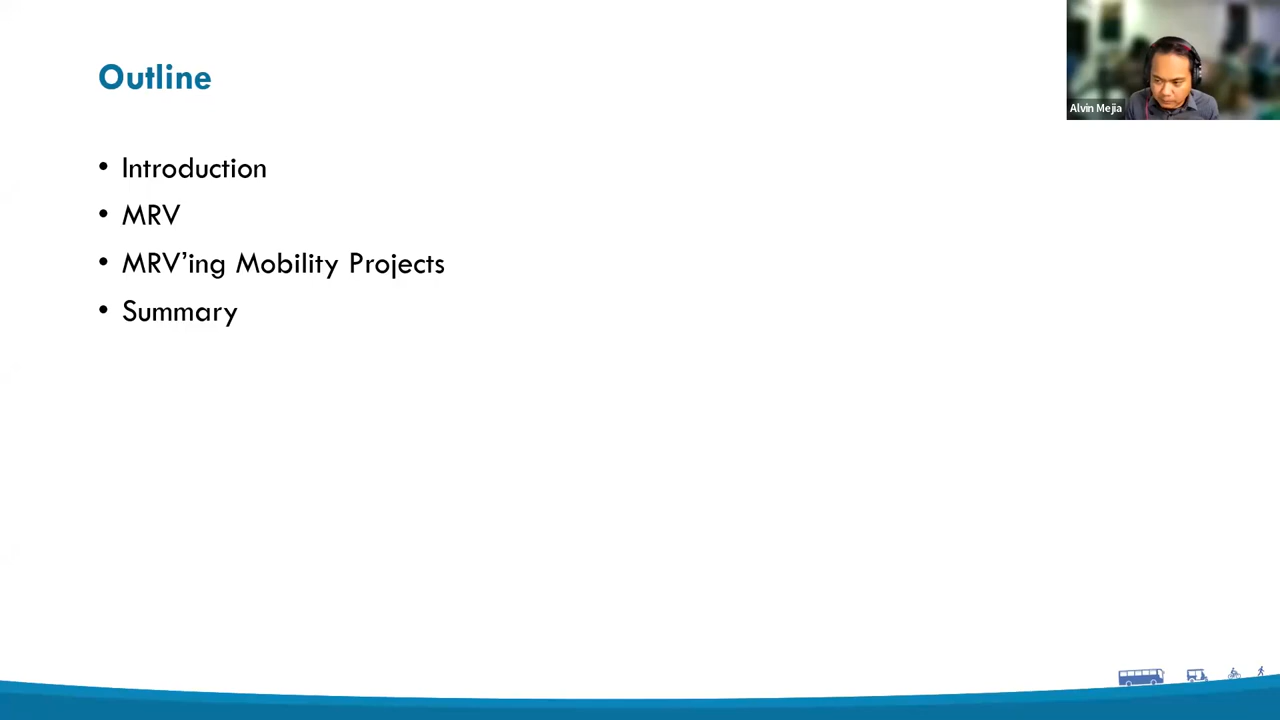 Outline
Alvin Mejia
• Introduction
• MRV
• MRV’ing Mobility Projects
• Summary